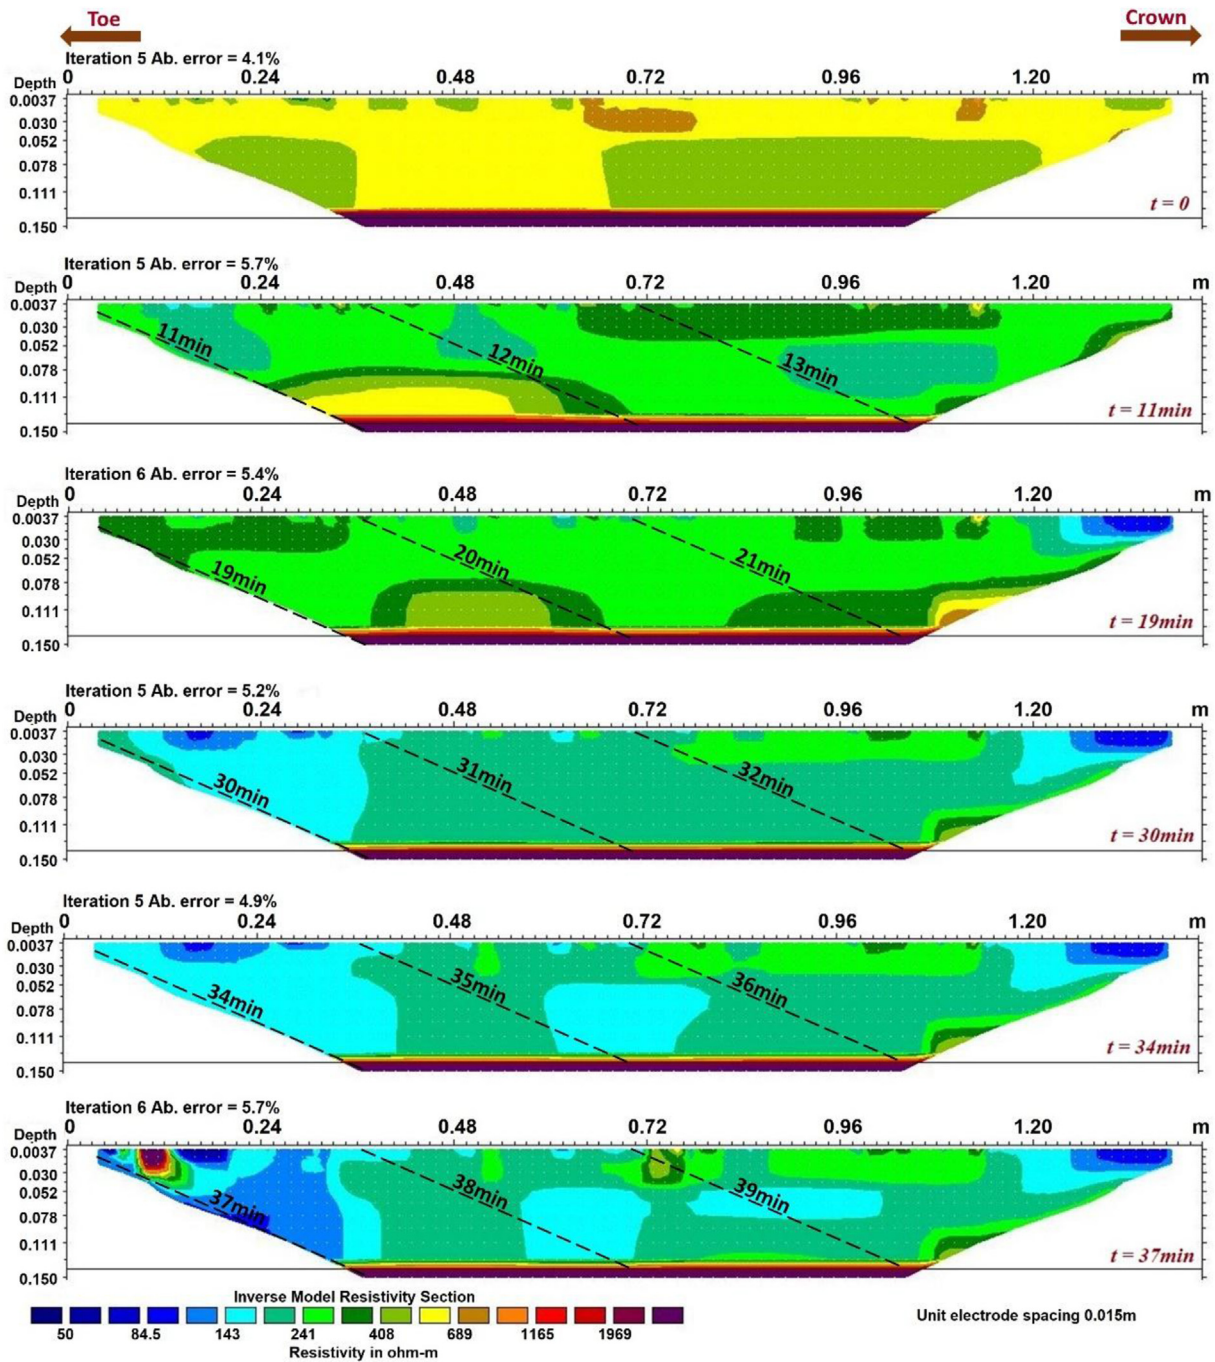 Toe Crown
Iteration 5 Ab. error = 4.1%
0 0.24 0.48 0.72 0.96 1.20 m
Depth
0.0037
0.030
0.052
0.078
0.111
0.150
t = 0
Iteration 5 Ab. error = 5.7%
0 0.24 0.48 0.72 0.96 1.20 m
Depth
0.0037
0.030
0.052
0.078
0.111
0.150
11min 12min 13min
t = 11min
Iteration 6 Ab. error = 5.4%
0 0.24 0.48 0.72 0.96 1.20 m
Depth
0.0037
0.030
0.052
0.078
0.111
0.150
19min 20min 21min
t = 19min
Iteration 5 Ab. error = 5.2%
0 0.24 0.48 0.72 0.96 1.20 m
Depth
0.0037
0.030
0.052
0.078
0.111
0.150
30min 31min 32min
t = 30min
Iteration 5 Ab. error = 4.9%
0 0.24 0.48 0.72 0.96 1.20 m
Depth
0.0037
0.030
0.052
0.078
0.111
0.150
34min 35min 36min
t = 34min
Iteration 6 Ab. error = 5.7%
0 0.24 0.48 0.72 0.96 1.20 m
Depth
0.0037
0.030
0.052
0.078
0.111
0.150
37min 38min 39min
t = 37min
Inverse Model Resistivity Section
50 84.5 143 241 408 689 1165 1969
Resistivity in ohm-m
Unit electrode spacing 0.015m